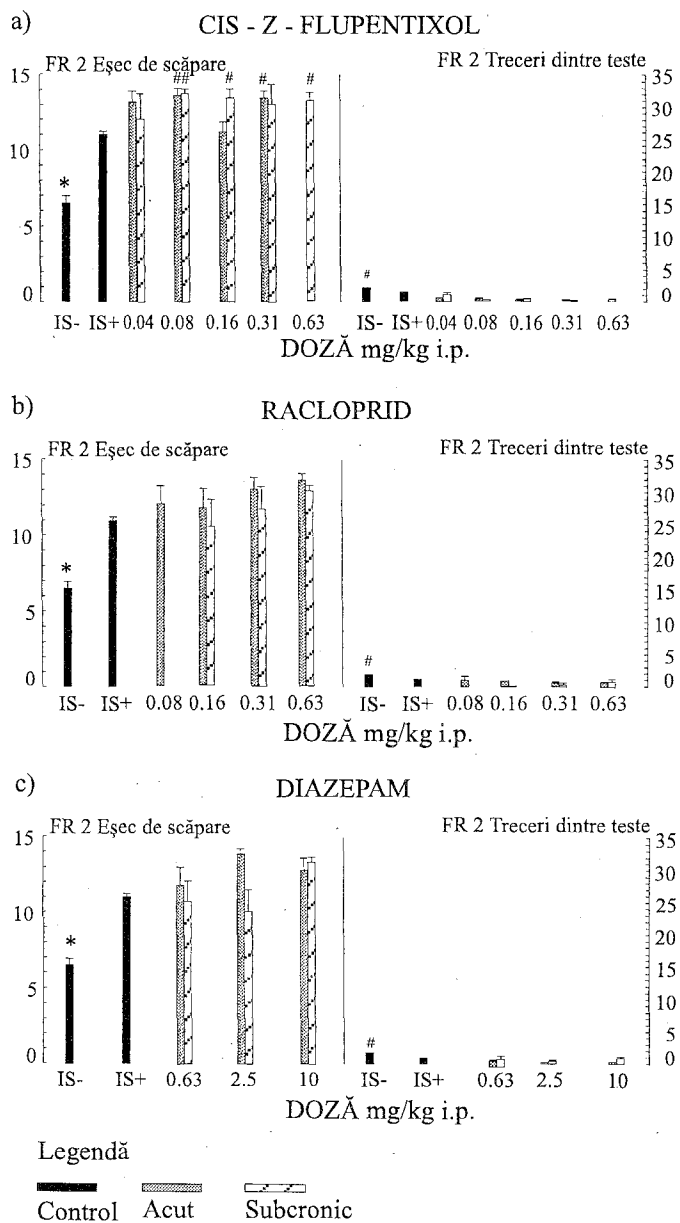 a)
CIS - Z - FLUPENTIXOL
FR 2 Eşec de scăpare
FR 2 Treceri dintre teste
15
10
5
0
*
##
#
#
#
#
35
30
25
20
15
10
5
0
IS- IS+ 0.04 0.08 0.16 0.31 0.63
IS- IS+ 0.04 0.08 0.16 0.31 0.63
DOZĂ mg/kg i.p.
b)
RACLOPRID
FR 2 Eşec de scăpare
FR 2 Treceri dintre teste
15
10
5
0
*
#
35
30
25
20
15
10
5
0
IS- IS+ 0.08 0.16 0.31 0.63
IS- IS+ 0.08 0.16 0.31 0.63
DOZĂ mg/kg i.p.
c)
DIAZEPAM
FR 2 Eşec de scăpare
FR 2 Treceri dintre teste
15
10
5
0
*
#
35
30
25
20
15
10
5
0
IS- IS+ 0.63 2.5 10
IS- IS+ 0.63 2.5 10
DOZĂ mg/kg i.p.
Legendă
Control Acut Subcronic